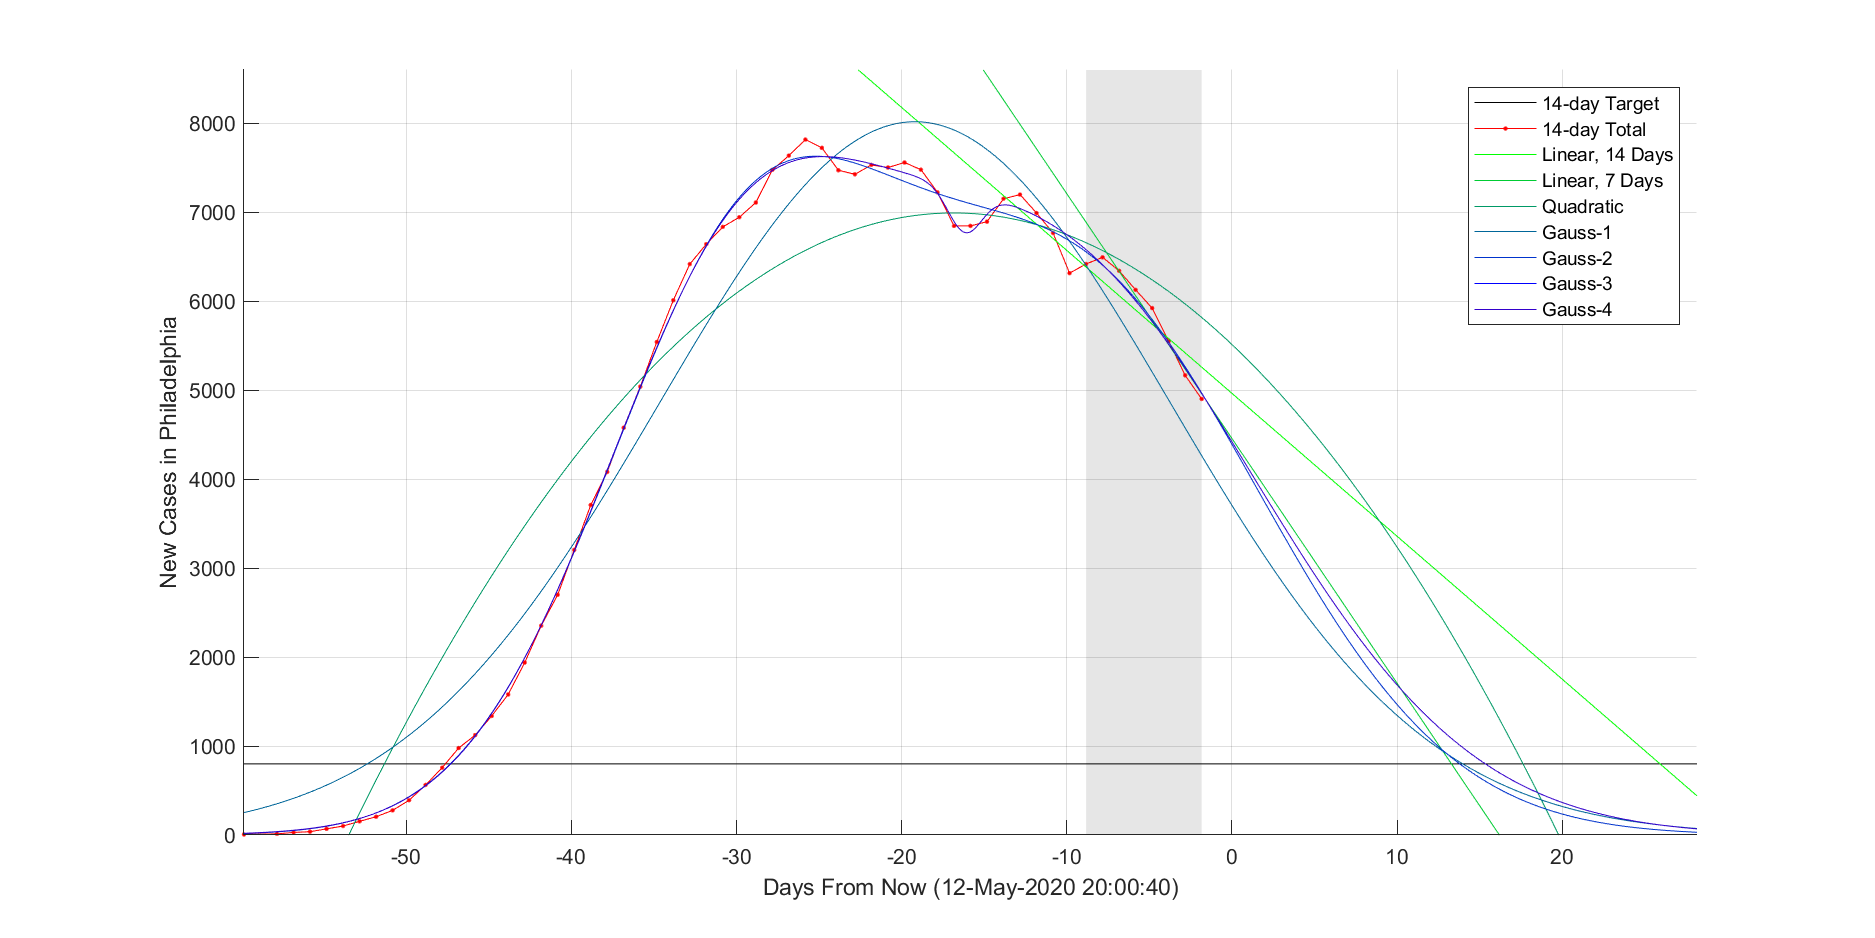 8000
7000
6000
5000
4000
3000
2000
1000
0
New Cases in Philadelphia
-50
-40
-30
-20
-10
0
10
20
Days From Now (12-May-2020 20:00:40)
14-day Target
14-day Total
Linear, 14 Days
Linear, 7 Days
Quadratic
Gauss-1
Gauss-2
Gauss-3
Gauss-4